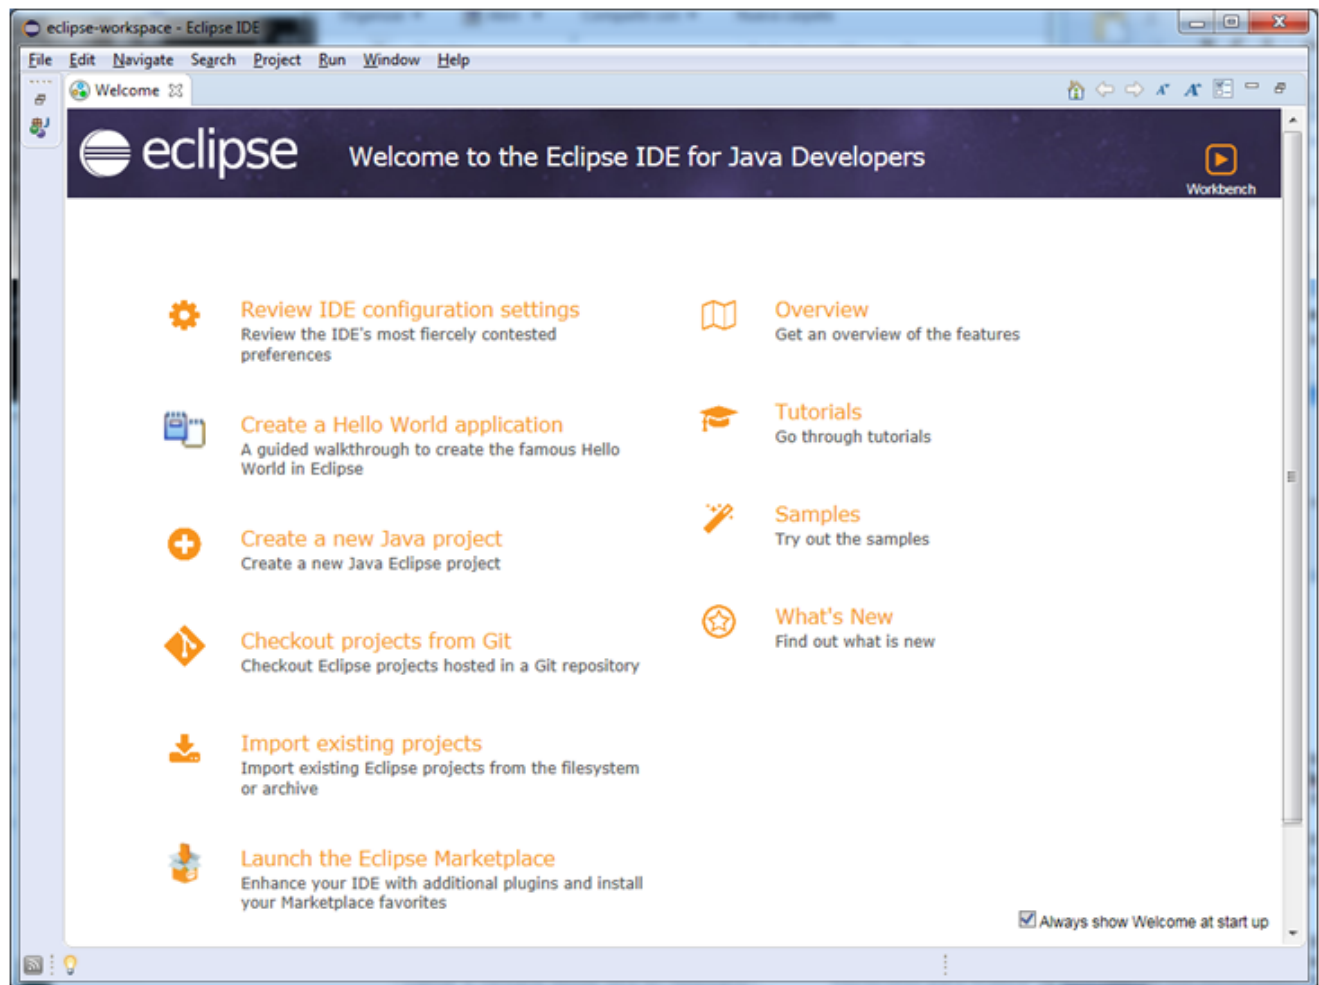 eclipse-workspace - Eclipse IDE
File Edit Navigate Search Project Run Window Help
Welcome
eclipse Welcome to the Eclipse IDE for Java Developers
Workbench
Review IDE configuration settings
Review the IDE's most fiercely contested
preferences
Create a Hello World application
A guided walkthrough to create the famous Hello
World in Eclipse
Create a new Java project
Create a new Java Eclipse project
Checkout projects from Git
Checkout Eclipse projects hosted in a Git repository
Import existing projects
Import existing Eclipse projects from the filesystem
or archive
Launch the Eclipse Marketplace
Enhance your IDE with additional plugins and install
your Marketplace favorites
Overview
Get an overview of the features
Tutorials
Go through tutorials
Samples
Try out the samples
What's New
Find out what is new
Always show Welcome at start up